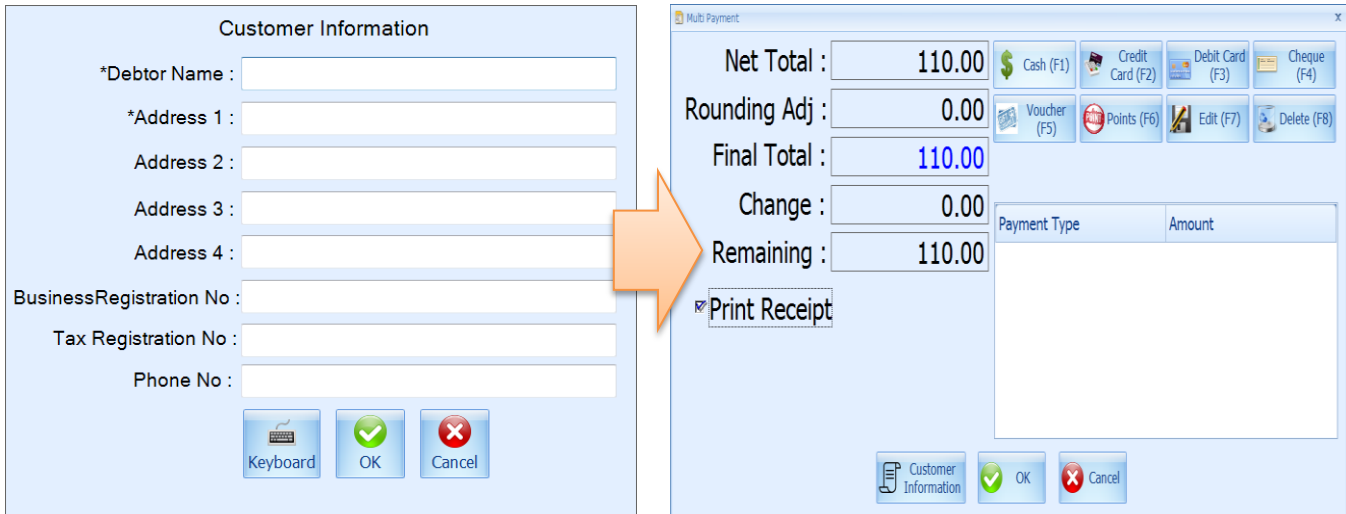 Customer Information
*Debtor Name :
*Address 1 :
Address 2 :
Address 3 :
Address 4 :
BusinessRegistration No :
Tax Registration No :
Phone No :
Keyboard
OK
Cancel
Multi Payment
x
Net Total : 110.00
Rounding Adj : 0.00
Final Total : 110.00
Change : 0.00
Remaining : 110.00
Print Receipt
Cash (F1)
Credit
Card (F2)
Debit Card
(F3)
Cheque
(F4)
Voucher
(F5)
POINT
Points (F6)
Edit (F7)
Delete (F8)
Payment Type Amount
Customer
Information
OK
Cancel